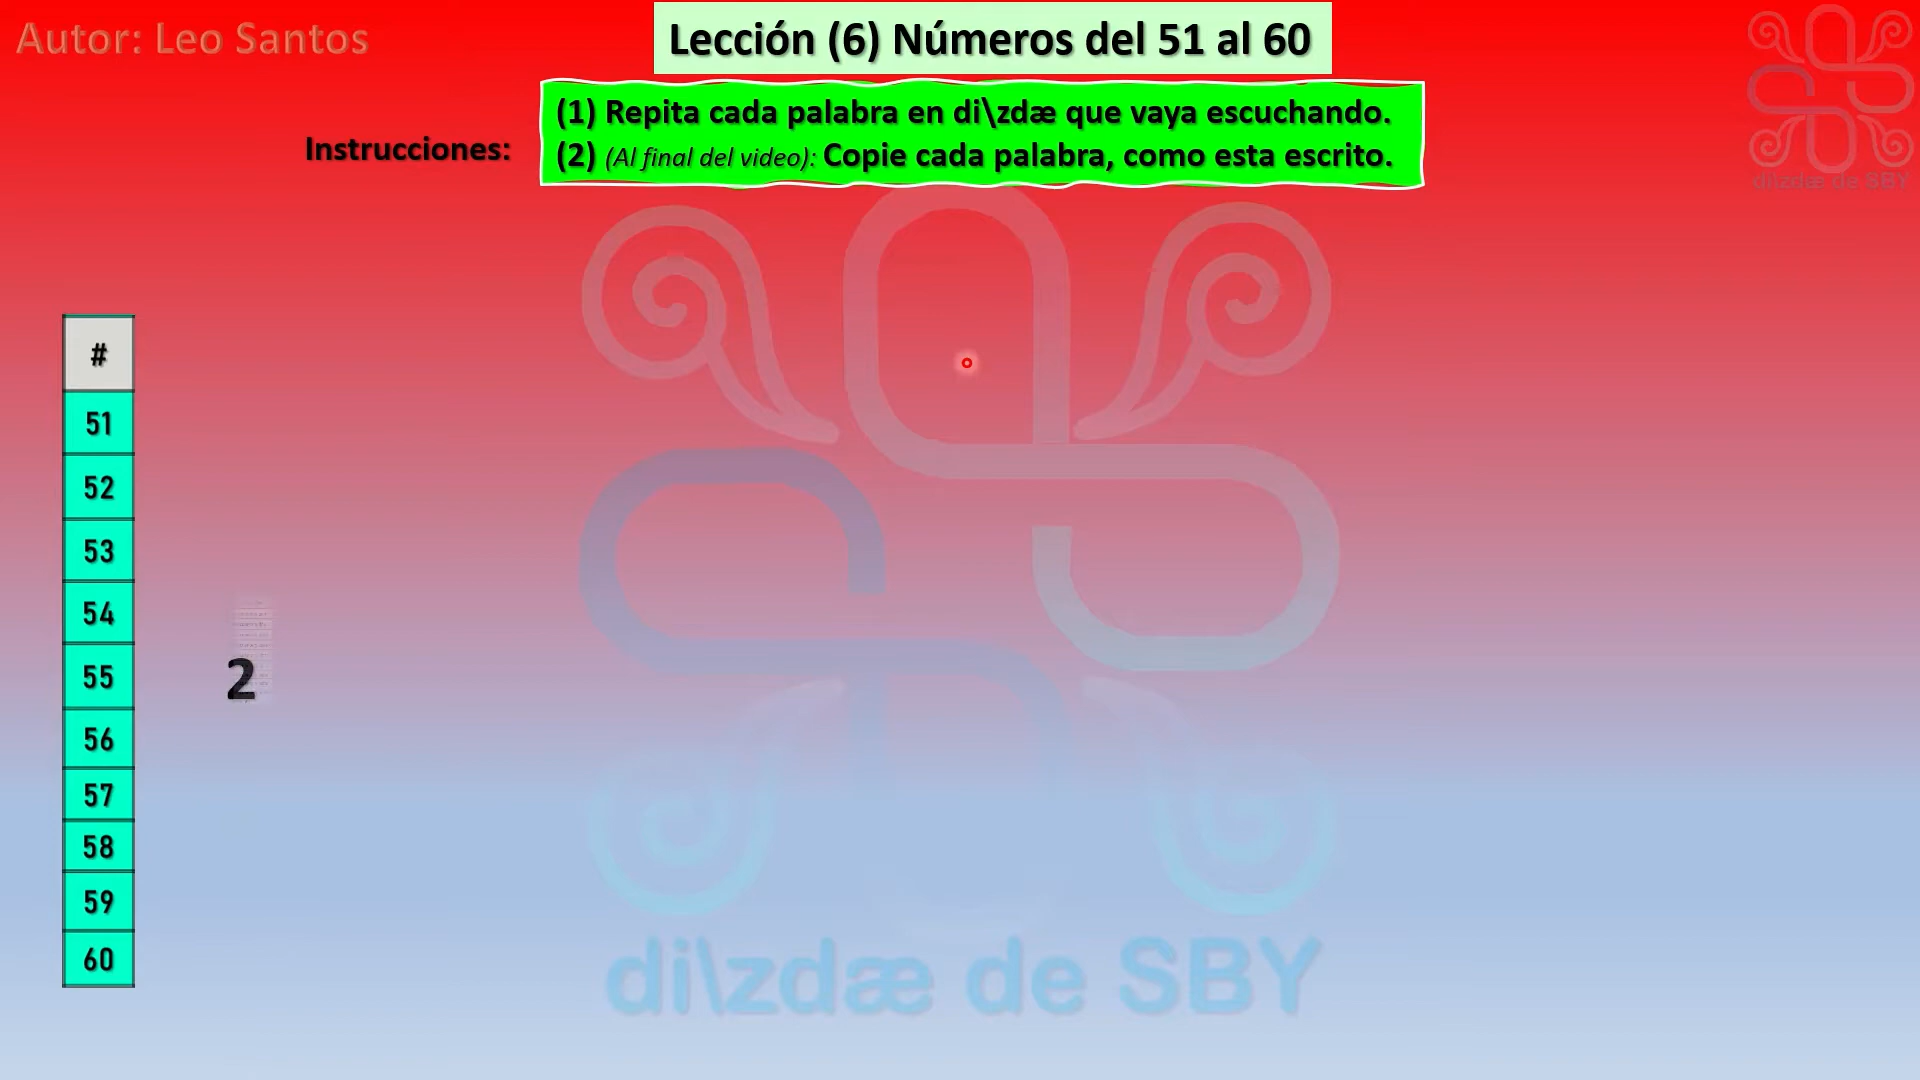 Autor: Leo Santos
Lección (6) Números del 51 al 60
Instrucciones:
(1) Repita cada palabra en di\zdæ que vaya escuchando.
(2) (Al final del video): Copie cada palabra, como esta escrito.
di\zdæ de SBY
#
51
52
53
54
55
2
56
57
58
59
60
di\zdæ de SBY